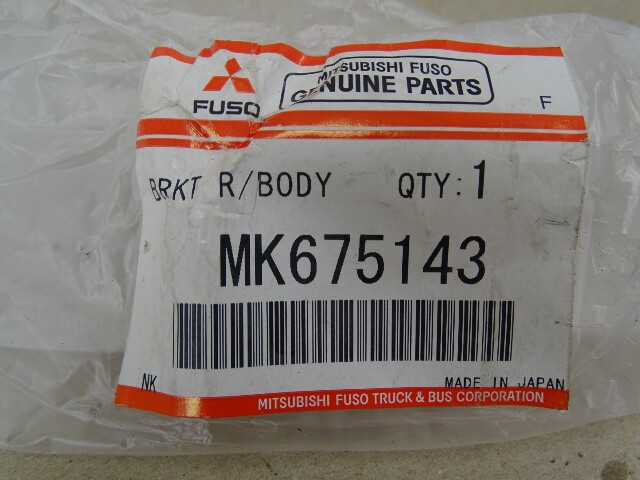 FUSO
MITSUBISHI FUSO
GENUINE PARTS
F
BRKT R/BODY QTY:1
MK675143
NK
MADE IN JAPAN
MITSUBISHI FUSO TRUCK & BUS CORPORATION